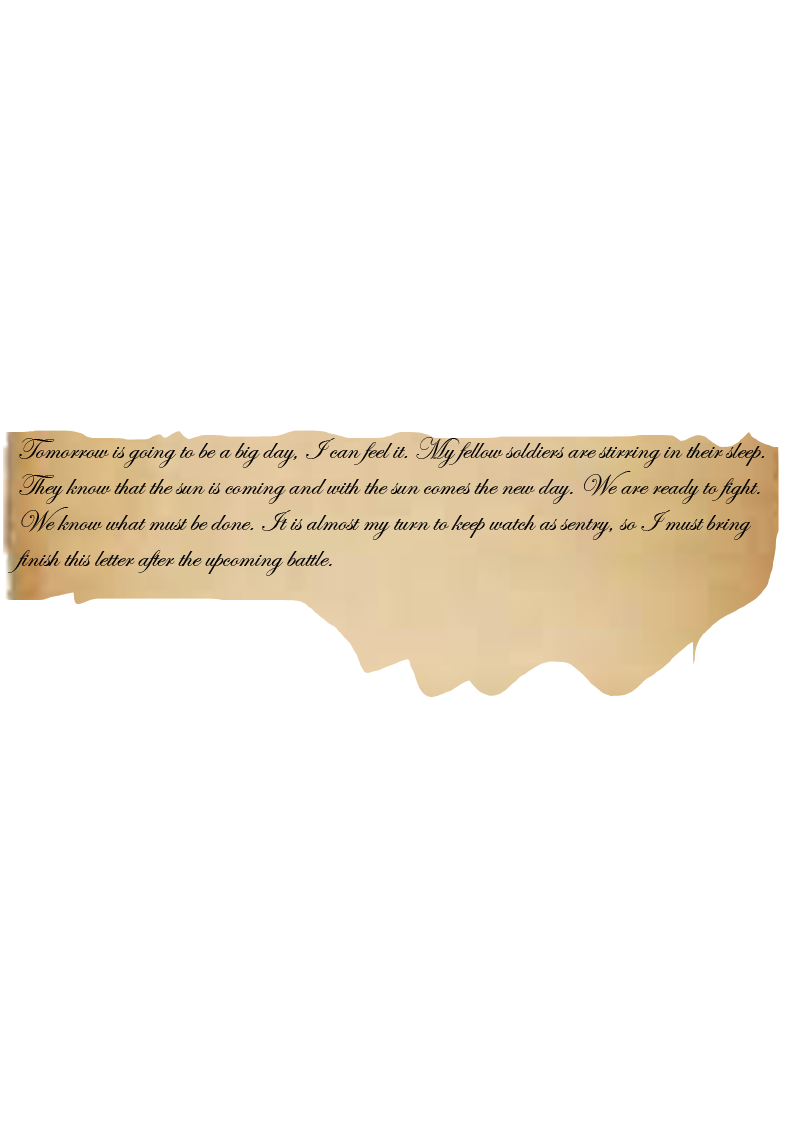 Tomorrow is going to be a big day, I can feel it. My fellow soldiers are stirring in their sleep.
They know that the sun is coming and with the sun comes the new day. We are ready to fight.
We know what must be done. It is almost my turn to keep watch as sentry, so I must bring
finish this letter after the upcoming battle.